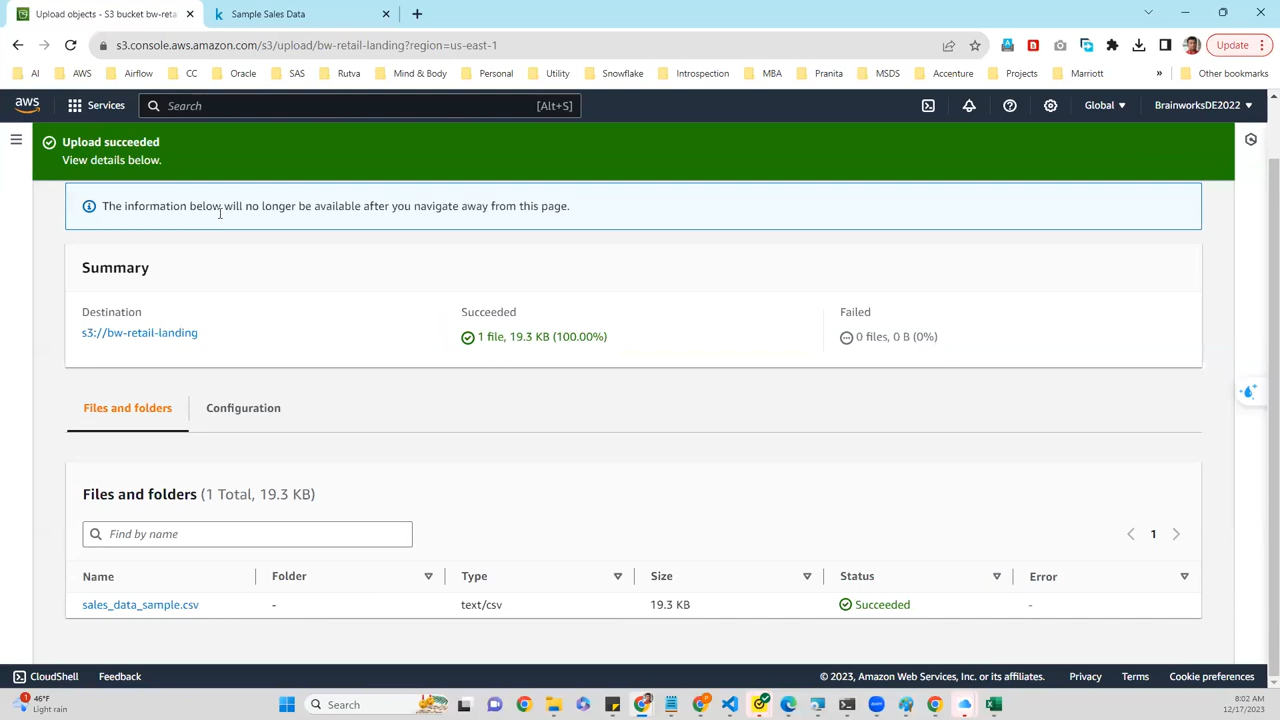 Upload objects - S3 bucket bw-reta
Sample Sales Data
s3.console.aws.amazon.com/s3/upload/bw-retail-landing?region=us-east-1
Update
AI AWS Airflow CC Oracle SAS Rutva Mind & Body Personal Utility Snowflake Introspection MBA Pranita MSDS Accenture Projects Marriott » Other bookmarks
aws Services Search [Alt+S] Global BrainworksDE2022
Upload succeeded
View details below.
The information below will no longer be available after you navigate away from this page.
Summary
Destination Succeeded Failed
s3://bw-retail-landing 1 file, 19.3 KB (100.00%) 0 files, 0 B (0%)
Files and folders Configuration
Files and folders (1 Total, 19.3 KB)
Find by name 1
Name Folder Type Size Status Error
sales_data_sample.csv - text/csv 19.3 KB Succeeded -
CloudShell Feedback © 2023, Amazon Web Services, Inc. or its affiliates. Privacy Terms Cookie preferences
1 46°F
Light rain
Search
8:02 AM
12/17/2023